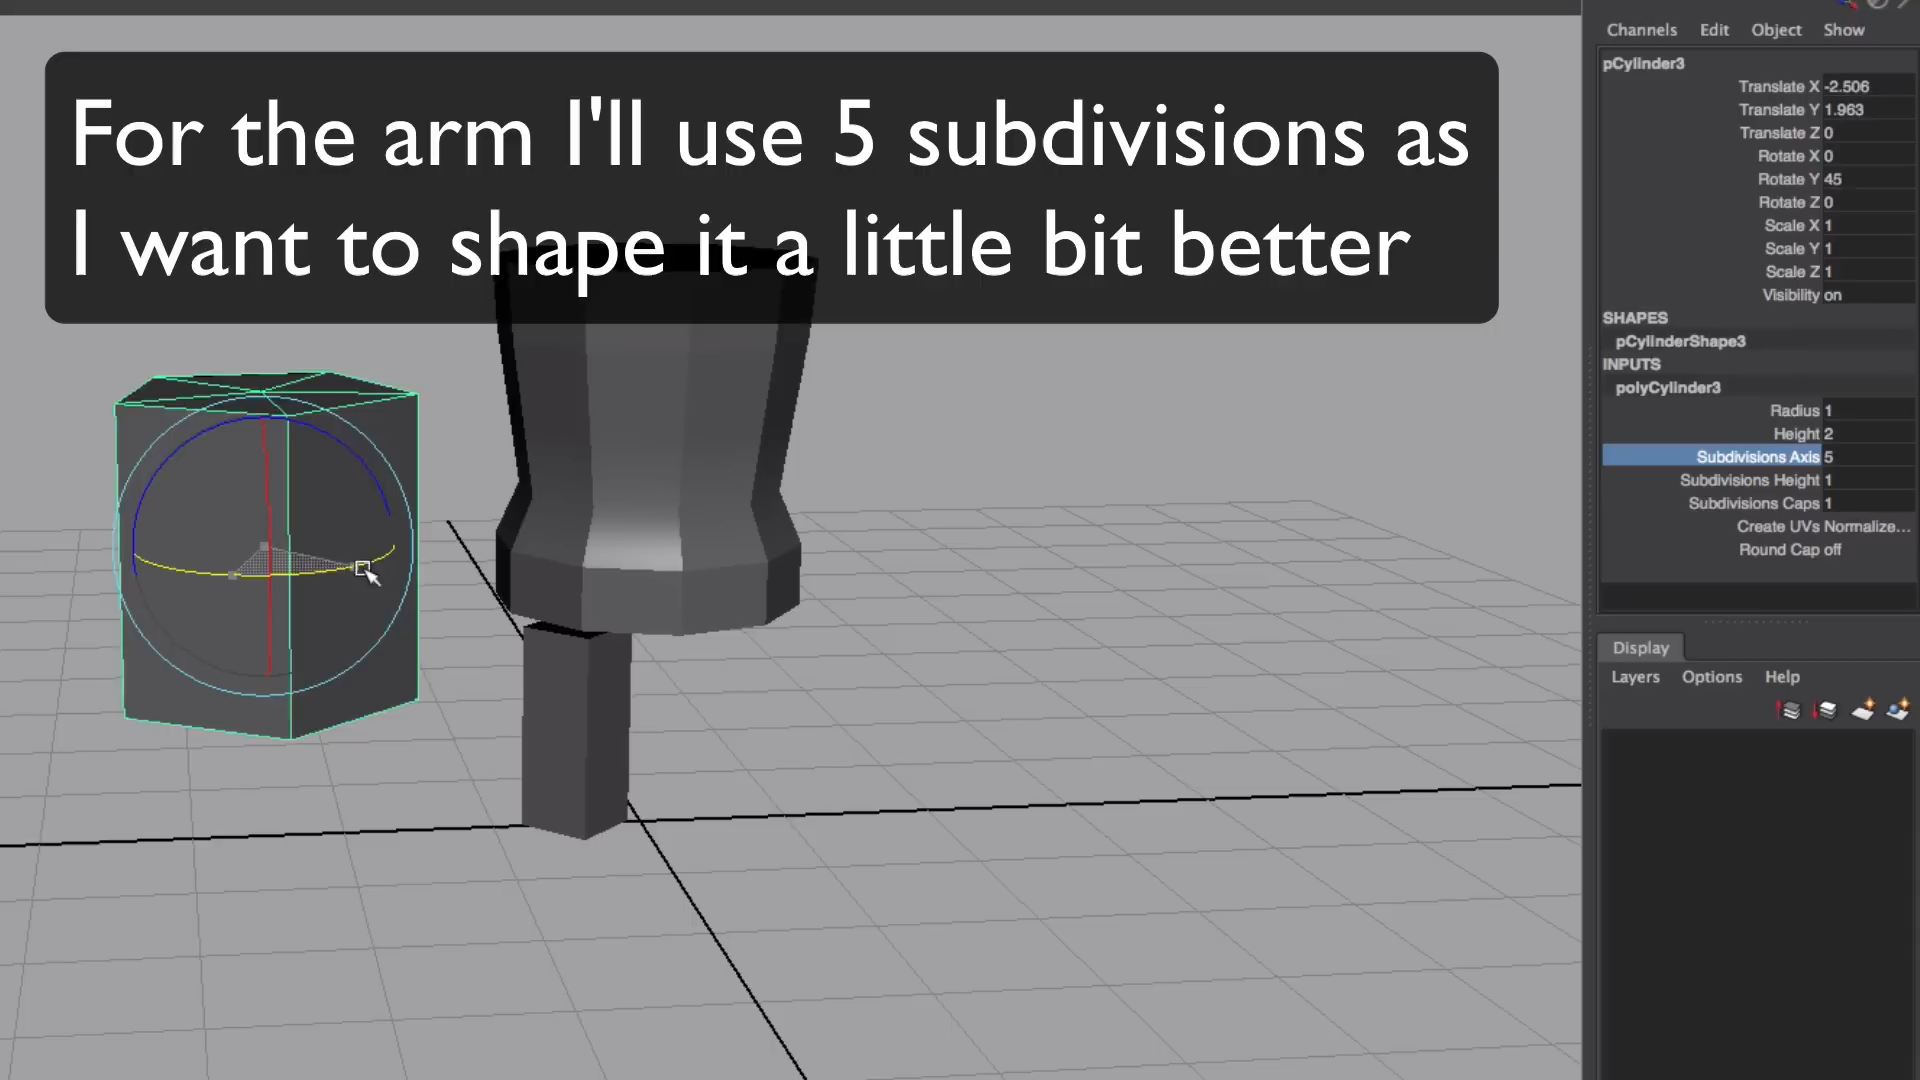 For the arm I'll use 5 subdivisions as
I want to shape it a little bit better
Channels Edit Object Show
pCylinder3
Translate X -2.506
Translate Y 1.963
Translate Z 0
Rotate X 0
Rotate Y 45
Rotate Z 0
Scale X 1
Scale Y 1
Scale Z 1
Visibility on
SHAPES
pCylinderShape3
INPUTS
polyCylinder3
Radius 1
Height 2
Subdivisions Axis 5
Subdivisions Height 1
Subdivisions Caps 1
Create UVs Normalize...
Round Cap off
Display
Layers Options Help